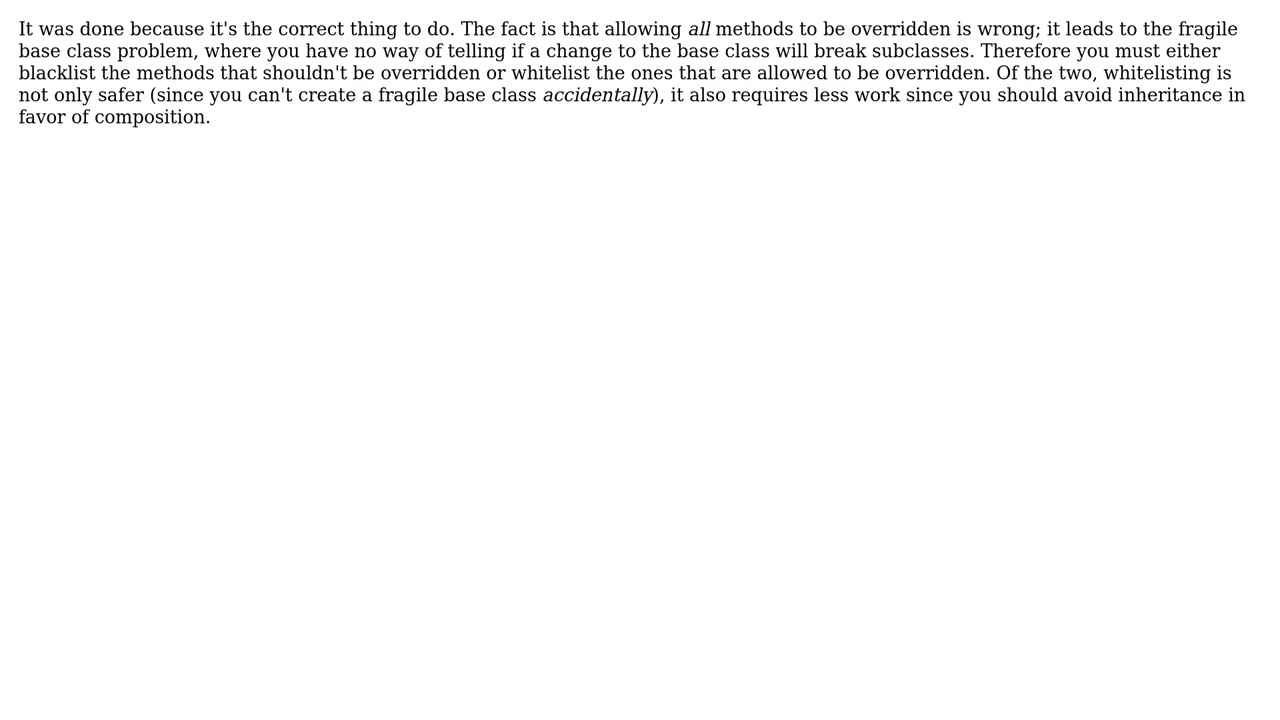 It was done because it's the correct thing to do. The fact is that allowing all methods to be overridden is wrong; it leads to the fragile
base class problem, where you have no way of telling if a change to the base class will break subclasses. Therefore you must either
blacklist the methods that shouldn't be overridden or whitelist the ones that are allowed to be overridden. Of the two, whitelisting is
not only safer (since you can't create a fragile base class accidentally), it also requires less work since you should avoid inheritance in
favor of composition.